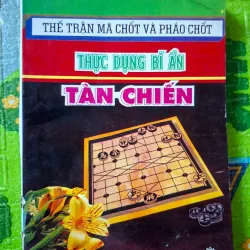 THẾ TRẬN MÃ CHỐT VÀ PHÁO CHỐT
THỰC DỤNG BÍ ẨN
TÀN CHIẾN